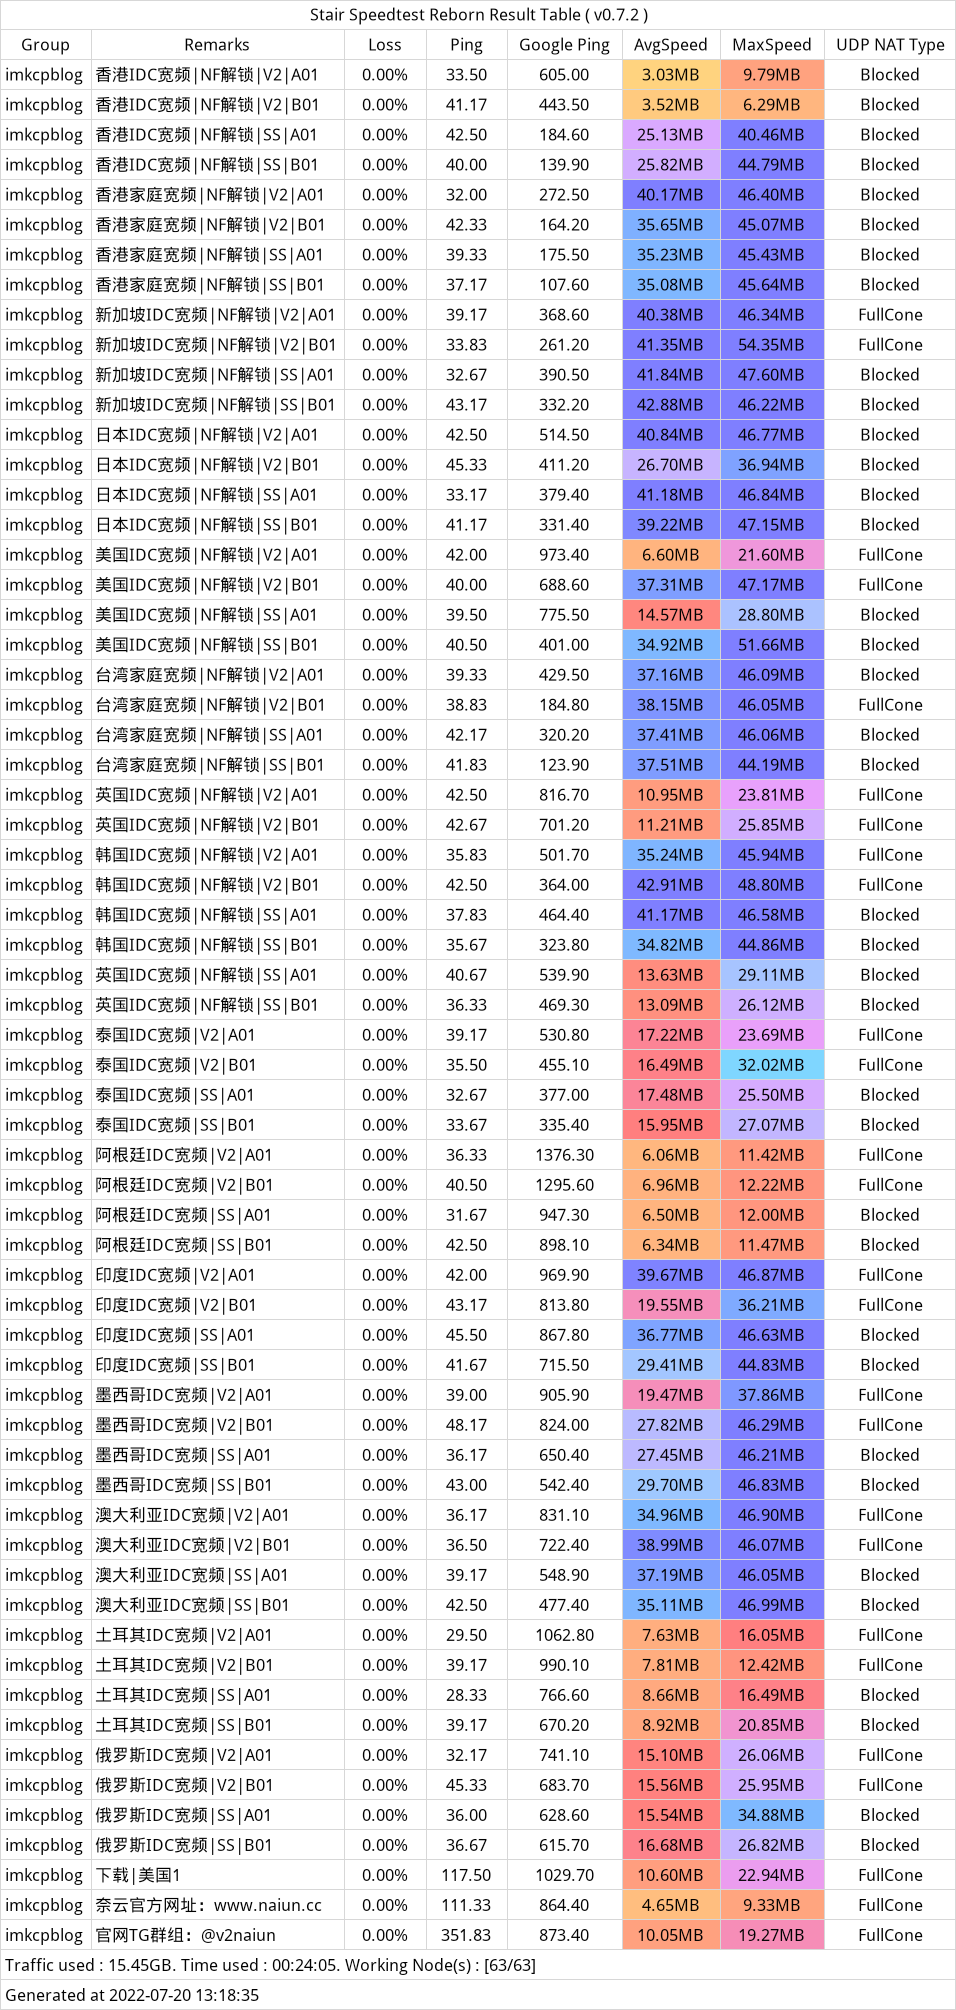 Stair Speedtest Reborn Result Table ( v0.7.2 )
Group Remarks Loss Ping Google Ping AvgSpeed MaxSpeed UDP NAT Type
imkcpblog 香港IDC宽频|NF解锁|V2|A01 0.00% 33.50 605.00 3.03MB 9.79MB Blocked
imkcpblog 香港IDC宽频|NF解锁|V2|B01 0.00% 41.17 443.50 3.52MB 6.29MB Blocked
imkcpblog 香港IDC宽频|NF解锁|SS|A01 0.00% 42.50 184.60 25.13MB 40.46MB Blocked
imkcpblog 香港IDC宽频|NF解锁|SS|B01 0.00% 40.00 139.90 25.82MB 44.79MB Blocked
imkcpblog 香港家庭宽频|NF解锁|V2|A01 0.00% 32.00 272.50 40.17MB 46.40MB Blocked
imkcpblog 香港家庭宽频|NF解锁|V2|B01 0.00% 42.33 164.20 35.65MB 45.07MB Blocked
imkcpblog 香港家庭宽频|NF解锁|SS|A01 0.00% 39.33 175.50 35.23MB 45.43MB Blocked
imkcpblog 香港家庭宽频|NF解锁|SS|B01 0.00% 37.17 107.60 35.08MB 45.64MB Blocked
imkcpblog 新加坡IDC宽频|NF解锁|V2|A01 0.00% 39.17 368.60 40.38MB 46.34MB FullCone
imkcpblog 新加坡IDC宽频|NF解锁|V2|B01 0.00% 33.83 261.20 41.35MB 54.35MB FullCone
imkcpblog 新加坡IDC宽频|NF解锁|SS|A01 0.00% 32.67 390.50 41.84MB 47.60MB Blocked
imkcpblog 新加坡IDC宽频|NF解锁|SS|B01 0.00% 43.17 332.20 42.88MB 46.22MB Blocked
imkcpblog 日本IDC宽频|NF解锁|V2|A01 0.00% 42.50 514.50 40.84MB 46.77MB Blocked
imkcpblog 日本IDC宽频|NF解锁|V2|B01 0.00% 45.33 411.20 26.70MB 36.94MB Blocked
imkcpblog 日本IDC宽频|NF解锁|SS|A01 0.00% 33.17 379.40 41.18MB 46.84MB Blocked
imkcpblog 日本IDC宽频|NF解锁|SS|B01 0.00% 41.17 331.40 39.22MB 47.15MB Blocked
imkcpblog 美国IDC宽频|NF解锁|V2|A01 0.00% 42.00 973.40 6.60MB 21.60MB FullCone
imkcpblog 美国IDC宽频|NF解锁|V2|B01 0.00% 40.00 688.60 37.31MB 47.17MB FullCone
imkcpblog 美国IDC宽频|NF解锁|SS|A01 0.00% 39.50 775.50 14.57MB 28.80MB Blocked
imkcpblog 美国IDC宽频|NF解锁|SS|B01 0.00% 40.50 401.00 34.92MB 51.66MB Blocked
imkcpblog 台湾家庭宽频|NF解锁|V2|A01 0.00% 39.33 429.50 37.16MB 46.09MB Blocked
imkcpblog 台湾家庭宽频|NF解锁|V2|B01 0.00% 38.83 184.80 38.15MB 46.05MB FullCone
imkcpblog 台湾家庭宽频|NF解锁|SS|A01 0.00% 42.17 320.20 37.41MB 46.06MB Blocked
imkcpblog 台湾家庭宽频|NF解锁|SS|B01 0.00% 41.83 123.90 37.51MB 44.19MB Blocked
imkcpblog 英国IDC宽频|NF解锁|V2|A01 0.00% 42.50 816.70 10.95MB 23.81MB FullCone
imkcpblog 英国IDC宽频|NF解锁|V2|B01 0.00% 42.67 701.20 11.21MB 25.85MB FullCone
imkcpblog 韩国IDC宽频|NF解锁|V2|A01 0.00% 35.83 501.70 35.24MB 45.94MB FullCone
imkcpblog 韩国IDC宽频|NF解锁|V2|B01 0.00% 42.50 364.00 42.91MB 48.80MB FullCone
imkcpblog 韩国IDC宽频|NF解锁|SS|A01 0.00% 37.83 464.40 41.17MB 46.58MB Blocked
imkcpblog 韩国IDC宽频|NF解锁|SS|B01 0.00% 35.67 323.80 34.82MB 44.86MB Blocked
imkcpblog 英国IDC宽频|NF解锁|SS|A01 0.00% 40.67 539.90 13.63MB 29.11MB Blocked
imkcpblog 英国IDC宽频|NF解锁|SS|B01 0.00% 36.33 469.30 13.09MB 26.12MB Blocked
imkcpblog 泰国IDC宽频|V2|A01 0.00% 39.17 530.80 17.22MB 23.69MB FullCone
imkcpblog 泰国IDC宽频|V2|B01 0.00% 35.50 455.10 16.49MB 32.02MB FullCone
imkcpblog 泰国IDC宽频|SS|A01 0.00% 32.67 377.00 17.48MB 25.50MB Blocked
imkcpblog 泰国IDC宽频|SS|B01 0.00% 33.67 335.40 15.95MB 27.07MB Blocked
imkcpblog 阿根廷IDC宽频|V2|A01 0.00% 36.33 1376.30 6.06MB 11.42MB FullCone
imkcpblog 阿根廷IDC宽频|V2|B01 0.00% 40.50 1295.60 6.96MB 12.22MB FullCone
imkcpblog 阿根廷IDC宽频|SS|A01 0.00% 31.67 947.30 6.50MB 12.00MB Blocked
imkcpblog 阿根廷IDC宽频|SS|B01 0.00% 42.50 898.10 6.34MB 11.47MB Blocked
imkcpblog 印度IDC宽频|V2|A01 0.00% 42.00 969.90 39.67MB 46.87MB FullCone
imkcpblog 印度IDC宽频|V2|B01 0.00% 43.17 813.80 19.55MB 36.21MB FullCone
imkcpblog 印度IDC宽频|SS|A01 0.00% 45.50 867.80 36.77MB 46.63MB Blocked
imkcpblog 印度IDC宽频|SS|B01 0.00% 41.67 715.50 29.41MB 44.83MB Blocked
imkcpblog 墨西哥IDC宽频|V2|A01 0.00% 39.00 905.90 19.47MB 37.86MB FullCone
imkcpblog 墨西哥IDC宽频|V2|B01 0.00% 48.17 824.00 27.82MB 46.29MB FullCone
imkcpblog 墨西哥IDC宽频|SS|A01 0.00% 36.17 650.40 27.45MB 46.21MB Blocked
imkcpblog 墨西哥IDC宽频|SS|B01 0.00% 43.00 542.40 29.70MB 46.83MB Blocked
imkcpblog 澳大利亚IDC宽频|V2|A01 0.00% 36.17 831.10 34.96MB 46.90MB FullCone
imkcpblog 澳大利亚IDC宽频|V2|B01 0.00% 36.50 722.40 38.99MB 46.07MB FullCone
imkcpblog 澳大利亚IDC宽频|SS|A01 0.00% 39.17 548.90 37.19MB 46.05MB Blocked
imkcpblog 澳大利亚IDC宽频|SS|B01 0.00% 42.50 477.40 35.11MB 46.99MB Blocked
imkcpblog 土耳其IDC宽频|V2|A01 0.00% 29.50 1062.80 7.63MB 16.05MB FullCone
imkcpblog 土耳其IDC宽频|V2|B01 0.00% 39.17 990.10 7.81MB 12.42MB FullCone
imkcpblog 土耳其IDC宽频|SS|A01 0.00% 28.33 766.60 8.66MB 16.49MB Blocked
imkcpblog 土耳其IDC宽频|SS|B01 0.00% 39.17 670.20 8.92MB 20.85MB Blocked
imkcpblog 俄罗斯IDC宽频|V2|A01 0.00% 32.17 741.10 15.10MB 26.06MB FullCone
imkcpblog 俄罗斯IDC宽频|V2|B01 0.00% 45.33 683.70 15.56MB 25.95MB FullCone
imkcpblog 俄罗斯IDC宽频|SS|A01 0.00% 36.00 628.60 15.54MB 34.88MB Blocked
imkcpblog 俄罗斯IDC宽频|SS|B01 0.00% 36.67 615.70 16.68MB 26.82MB Blocked
imkcpblog 下载|美国1 0.00% 117.50 1029.70 10.60MB 22.94MB FullCone
imkcpblog 奈云官方网址：www.naiun.cc 0.00% 111.33 864.40 4.65MB 9.33MB FullCone
imkcpblog 官网TG群组：@v2naiun 0.00% 351.83 873.40 10.05MB 19.27MB FullCone
Traffic used : 15.45GB. Time used : 00:24:05. Working Node(s) : [63/63]
Generated at 2022-07-20 13:18:35